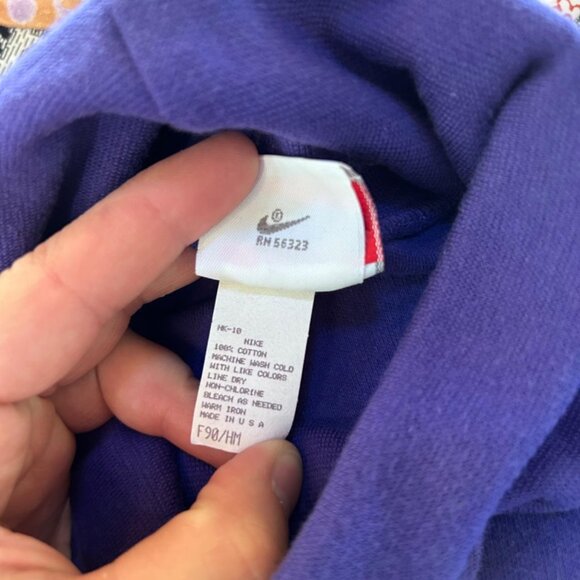 ®
RN 56323
HK-10
NIKE
100% COTTON
MACHINE WASH COLD
WITH LIKE COLORS
LINE DRY
NON-CHLORINE
BLEACH AS NEEDED
WARM IRON
MADE IN U S A
F90/HM